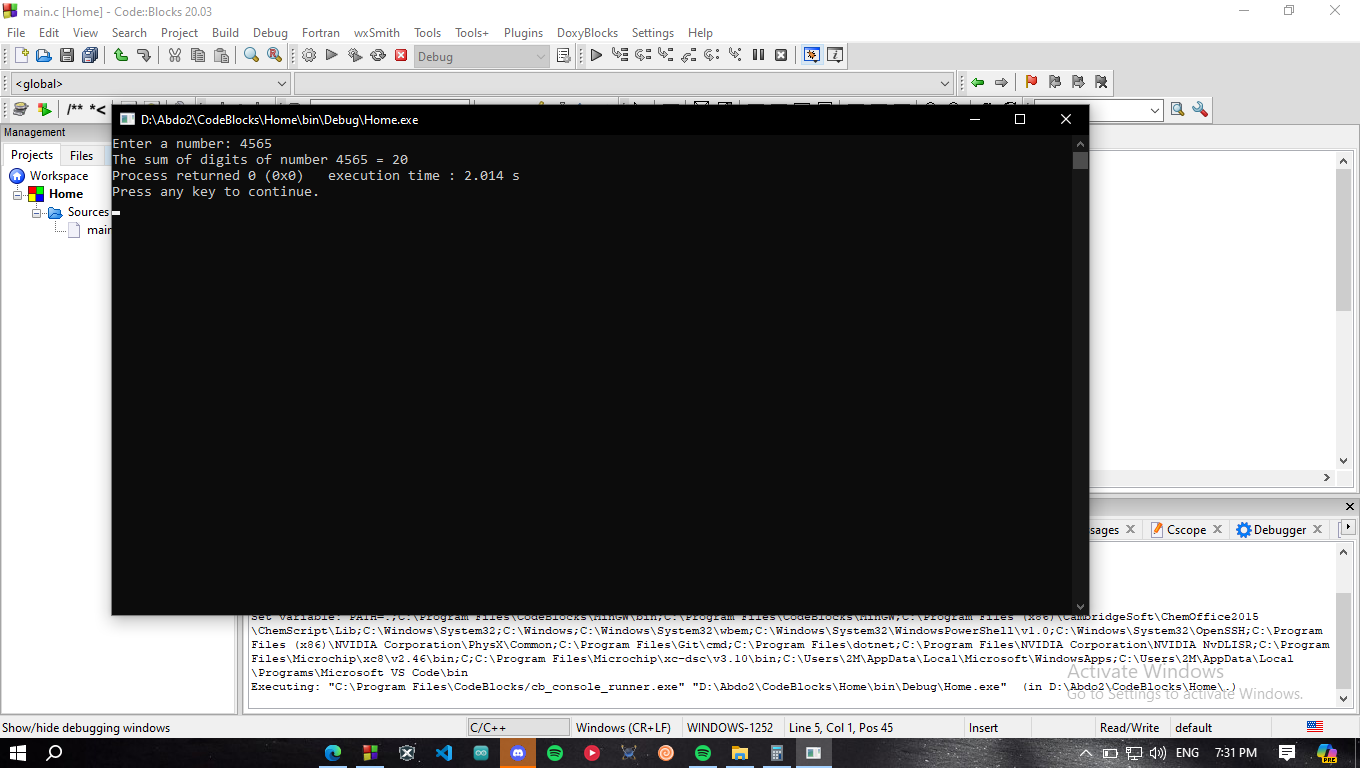 main.c [Home] - Code::Blocks 20.03
File Edit View Search Project Build Debug Fortran wxSmith Tools Tools+ Plugins DoxyBlocks Settings Help
Debug
<global>
/** *<
D:\Abdo2\CodeBlocks\Home\bin\Debug\Home.exe
Management
Projects Files
Workspace
Home
Sources
Enter a number: 4565
The sum of digits of number 4565 = 20
Process returned 0 (0x0) execution time : 2.014 s
Press any key to continue.
Cscope Debugger
Set variable: PATH=.;C:\Program Files\CodeBlocks\MinGW\bin;C:\Program Files\CodeBlocks\MinGW;C:\Program Files (x86)\CambridgeSoft\ChemOffice2015
\ChemScript\Lib;C:\Windows\System32;C:\Windows;C:\Windows\System32\wbem;C:\Windows\System32\WindowsPowerShell\v1.0;C:\Windows\System32\OpenSSH;C:\Program
Files (x86)\NVIDIA Corporation\PhysX\Common;C:\Program Files\Git\cmd;C:\Program Files\dotnet;C:\Program Files\NVIDIA Corporation\NVIDIA NvDLISR;C:\Program
Files\Microchip\xc8\v2.46\bin;C;C:\Program Files\Microchip\xc-dsc\v3.10\bin;C:\Users\2M\AppData\Local\Microsoft\WindowsApps;C:\Users\2M\AppData\Local
\Programs\Microsoft VS Code\bin
Executing: "C:\Program Files\CodeBlocks/cb_console_runner.exe" "D:\Abdo2\CodeBlocks\Home\bin\Debug\Home.exe" (in D:\Abdo2\CodeBlocks\Home\.)
Activate Windows
Go to Settings to activate Windows.
Show/hide debugging windows C/C++ Windows (CR+LF) WINDOWS-1252 Line 5, Col 1, Pos 45 Insert Read/Write default
ENG 7:31 PM
PRE